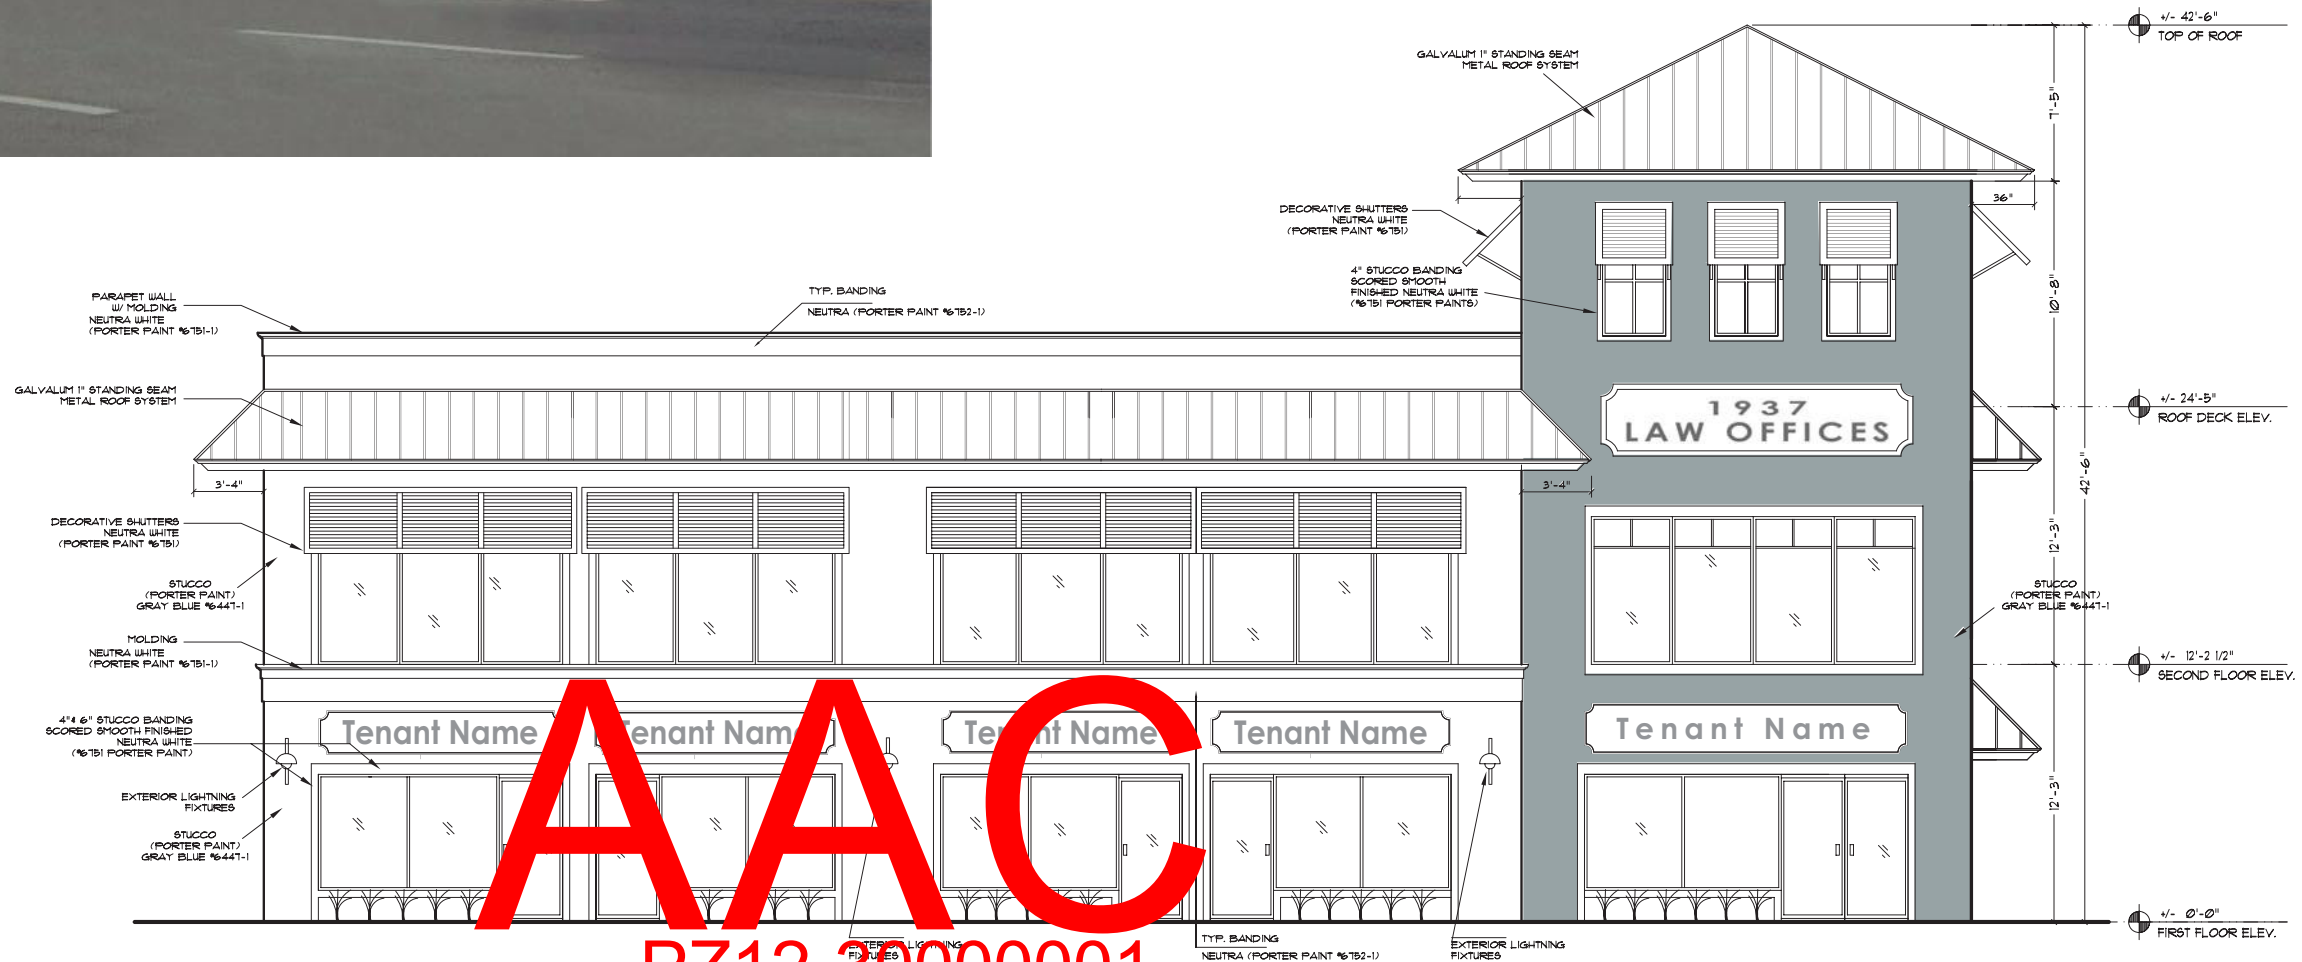 +/- 42'-6"
TOP OF ROOF
GALVALUM 1" STANDING SEAM
METAL ROOF SYSTEM
7'-5"
36"
DECORATIVE SHUTTERS
NEUTRA WHITE
(PORTER PAINT #6751)
4" STUCCO BANDING
SCORED SMOOTH
FINISHED NEUTRA WHITE
(#6751 PORTER PAINTS)
10'-8"
PARAPET WALL
W/ MOLDING
NEUTRA WHITE
(PORTER PAINT #6751-1)
TYP. BANDING
NEUTRA (PORTER PAINT #6752-1)
GALVALUM 1" STANDING SEAM
METAL ROOF SYSTEM
1937
LAW OFFICES
+/- 24'-5"
ROOF DECK ELEV.
42'-6"
3'-4"
3'-4"
DECORATIVE SHUTTERS
NEUTRA WHITE
(PORTER PAINT #6751)
12'-3"
STUCCO
(PORTER PAINT)
GRAY BLUE #6447-1
STUCCO
(PORTER PAINT)
GRAY BLUE #6447-1
MOLDING
NEUTRA WHITE
(PORTER PAINT #6751-1)
+/- 12'-2 1/2"
SECOND FLOOR ELEV.
4"& 6" STUCCO BANDING
SCORED SMOOTH FINISHED
NEUTRA WHITE
(#6751 PORTER PAINT)
Tenant Name
Tenant Name
Tenant Name
Tenant Name
Tenant Name
AAC
EXTERIOR LIGHTNING
FIXTURES
12'-3"
STUCCO
(PORTER PAINT)
GRAY BLUE #6447-1
+/- 0'-0"
FIRST FLOOR ELEV.
EXTERIOR LIGHTNING
FIXTURES
TYP. BANDING
NEUTRA (PORTER PAINT #6752-1)
EXTERIOR LIGHTNING
FIXTURES
PZ12-30000001